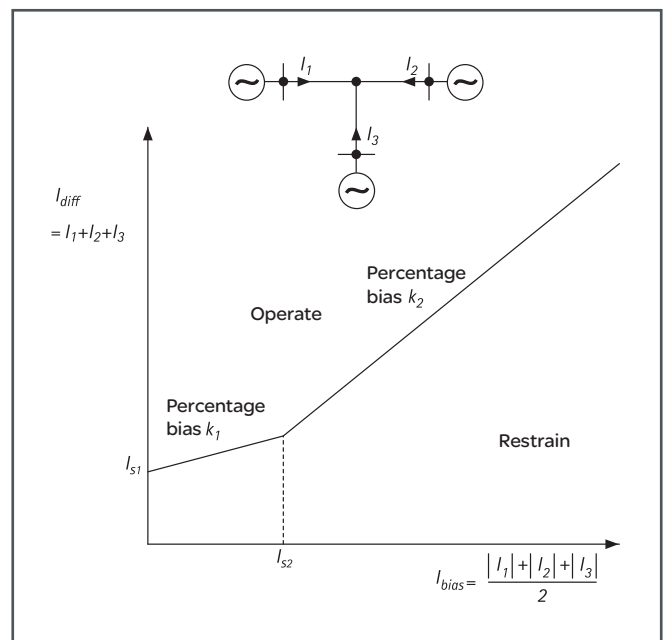 I1
I2
I3
Idiff
= I1+I2+I3
Percentage
bias k2
Operate
Percentage
bias k1
Is1
Restrain
Is2
Ibias= |I1|+|I2|+|I3|
2